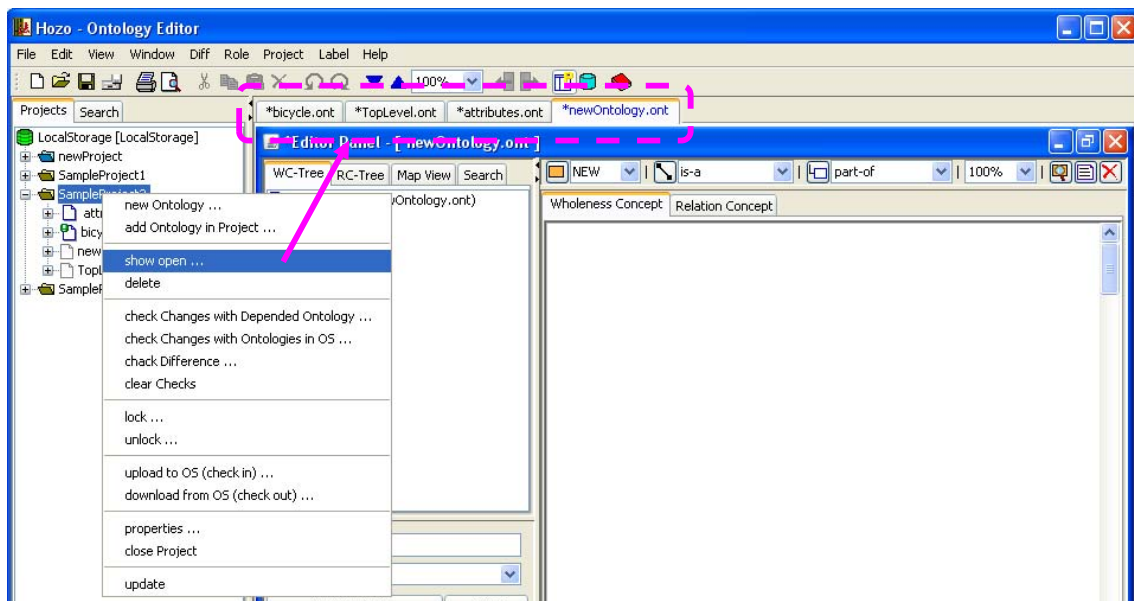 Hozo - Ontology Editor
File Edit View Window Diff Role Project Label Help
100%
Projects Search
*bicycle.ont *TopLevel.ont *attributes.ont *newOntology.ont
LocalStorage [LocalStorage]
*Editor Panel - [ *newOntology.ont ]
newProject
SampleProject1
WC-Tree RC-Tree Map View Search
NEW is-a part-of 100%
Wholeness Concept Relation Concept
new Ontology ...
add Ontology in Project ...
show open ...
delete
check Changes with Depended Ontology ...
check Changes with Ontologies in OS ...
chack Difference ...
clear Checks
lock ...
unlock ...
upload to OS (check in) ...
download from OS (check out) ...
properties ...
close Project
update